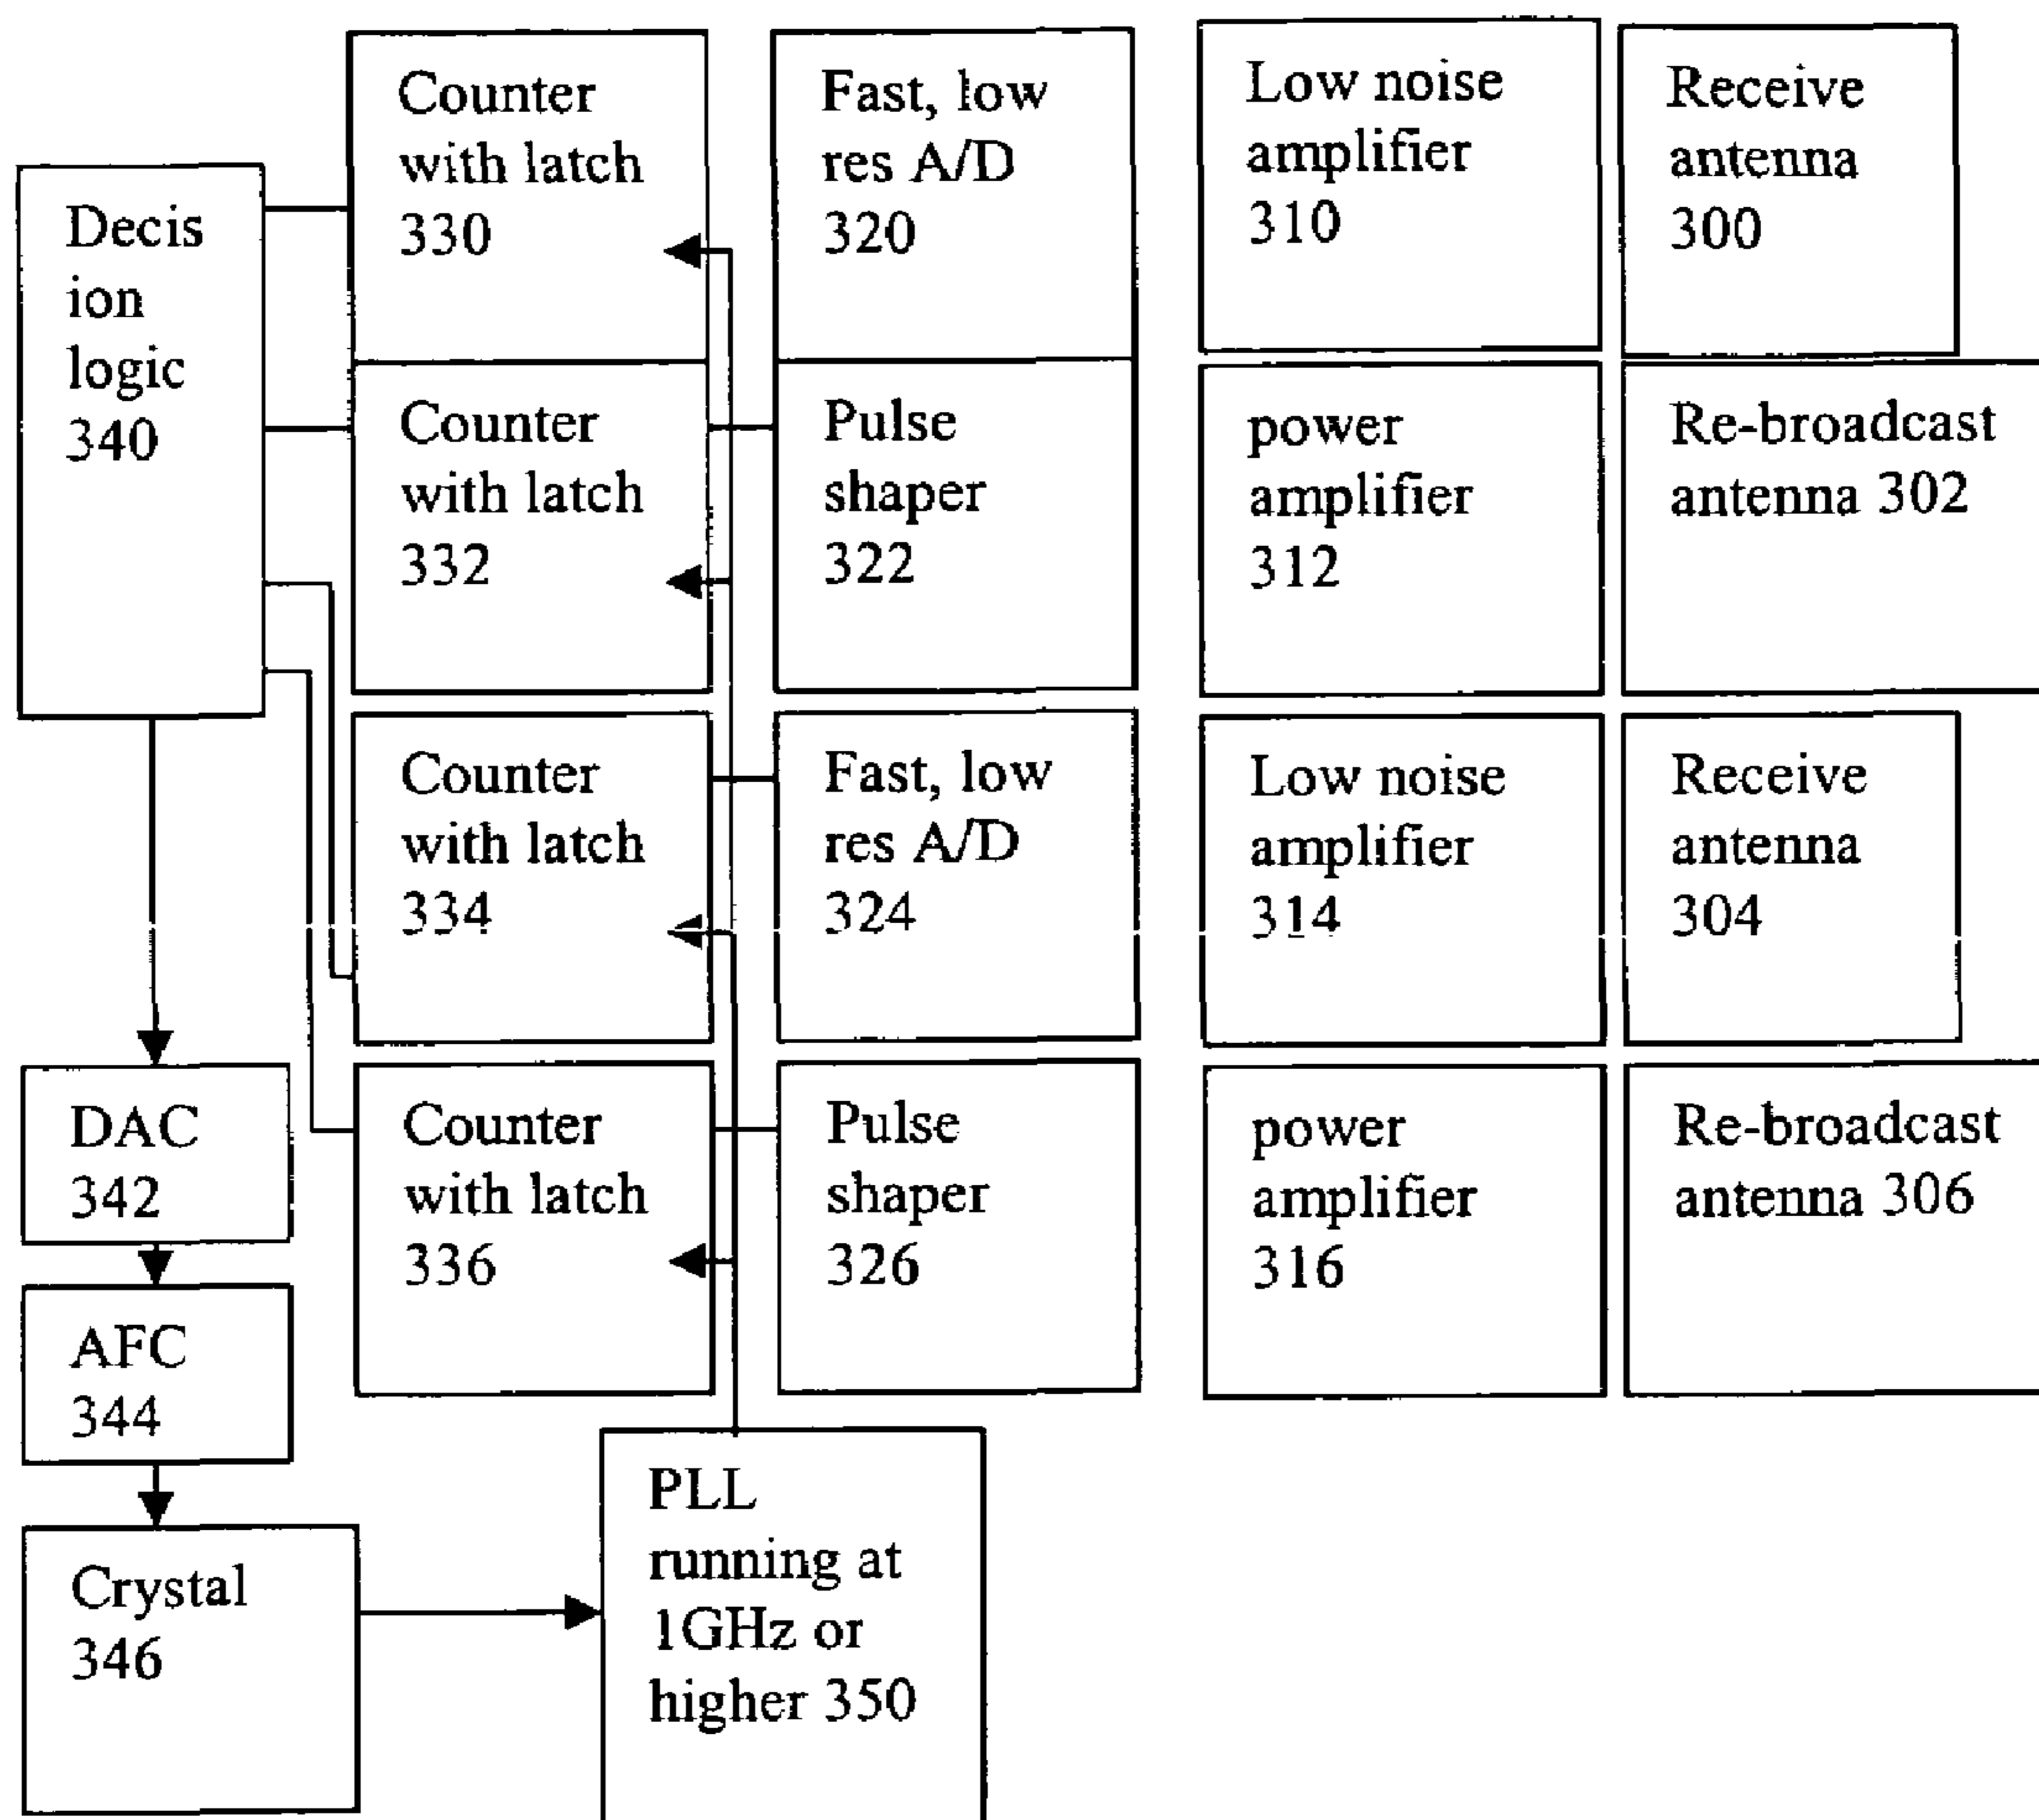 Counter
with latch
330
Fast, low
res A/D
320
Low noise
amplifier
310
Receive
antenna
300
Decis
ion
logic
340
Counter
with latch
332
Pulse
shaper
322
power
amplifier
312
Re-broadcast
antenna 302
Counter
with latch
334
Fast, low
res A/D
324
Low noise
amplifier
314
Receive
antenna
304
DAC
342
Counter
with latch
336
Pulse
shaper
326
power
amplifier
316
Re-broadcast
antenna 306
AFC
344
Crystal
346
PLL
running at
1GHz or
higher 350